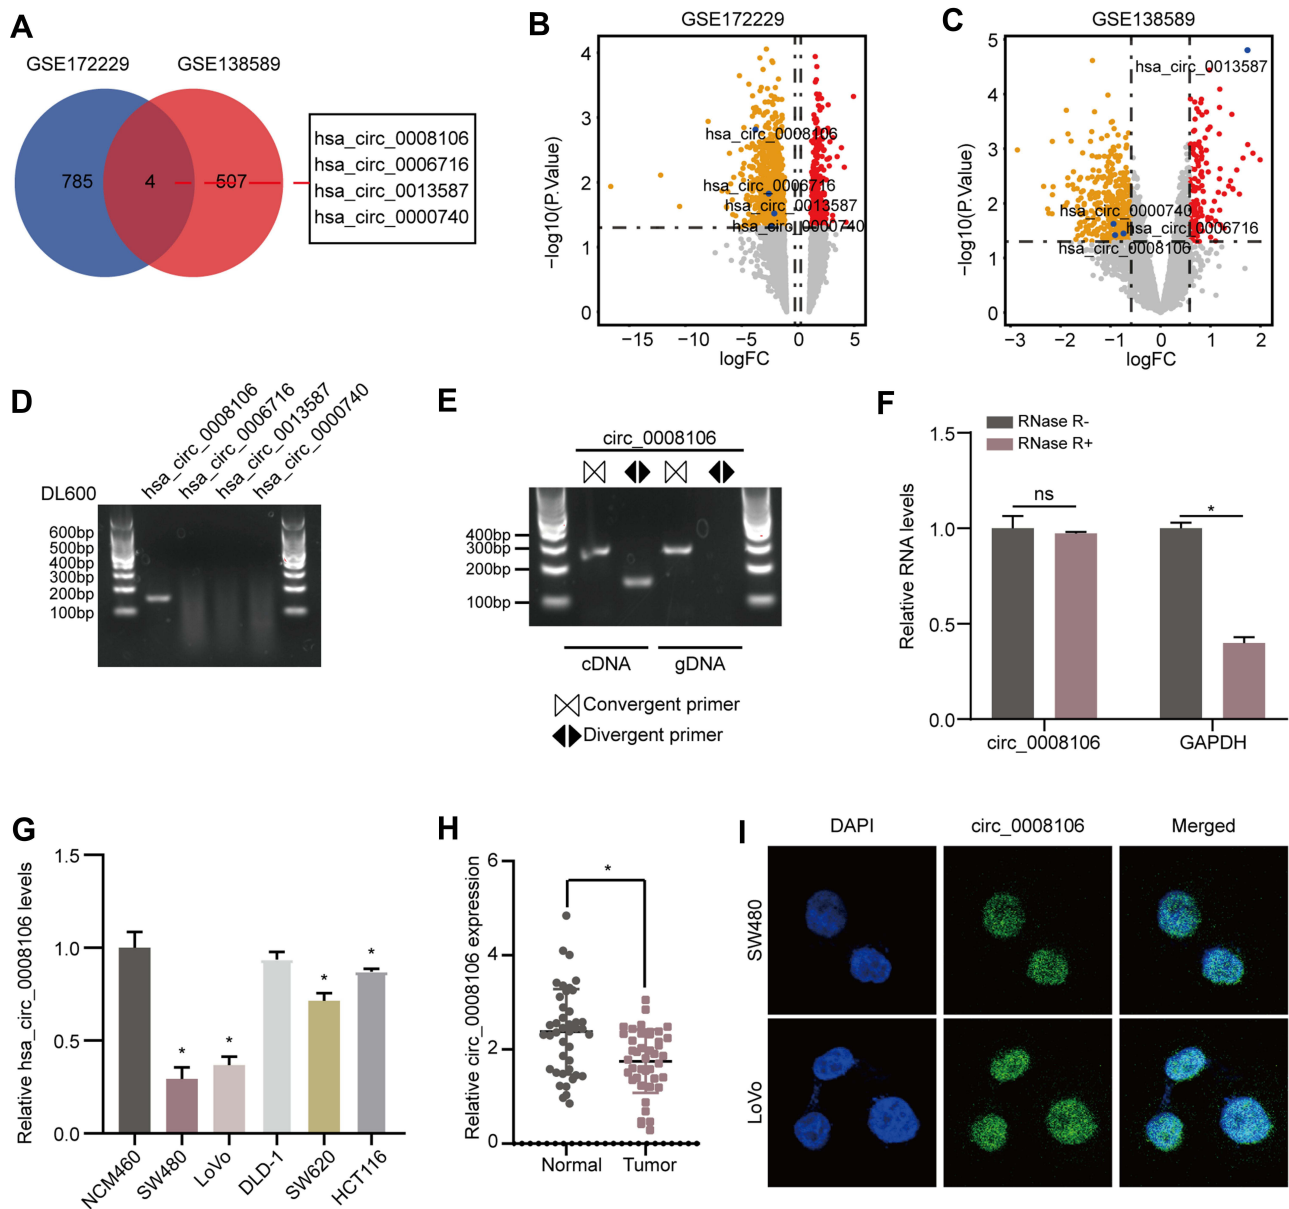 A
GSE172229
GSE138589
785
4
507
hsa_circ_0008106
hsa_circ_0006716
hsa_circ_0013587
hsa_circ_0000740
B
GSE172229
−log10(P.Value)
4
3
2
1
0
hsa_circ_0008106
hsa_circ_0006716
hsa_circ_0013587
hsa_circ_0000740
−15
−10
−5
0
5
logFC
C
GSE138589
−log10(P.Value)
5
4
3
2
1
0
hsa_circ_0013587
hsa_circ_0000740
hsa_circ_0006716
hsa_circ_0008106
−3
−2
−1
0
1
2
logFC
D
hsa_circ_0008106
hsa_circ_0006716
hsa_circ_0013587
hsa_circ_0000740
DL600
600bp
500bp
400bp
300bp
200bp
100bp
E
circ_0008106
400bp
300bp
200bp
100bp
cDNA
gDNA
Convergent primer
Divergent primer
F
RNase R-
RNase R+
Relative RNA levels
1.5
1.0
0.5
0.0
ns
*
circ_0008106
GAPDH
G
Relative hsa_circ_0008106 levels
1.5
1.0
0.5
0.0
*
*
*
*
NCM460
SW480
LoVo
DLD-1
SW620
HCT116
H
Relative circ_0008106 expression
6
4
2
0
*
Normal
Tumor
I
DAPI
circ_0008106
Merged
SW480
LoVo